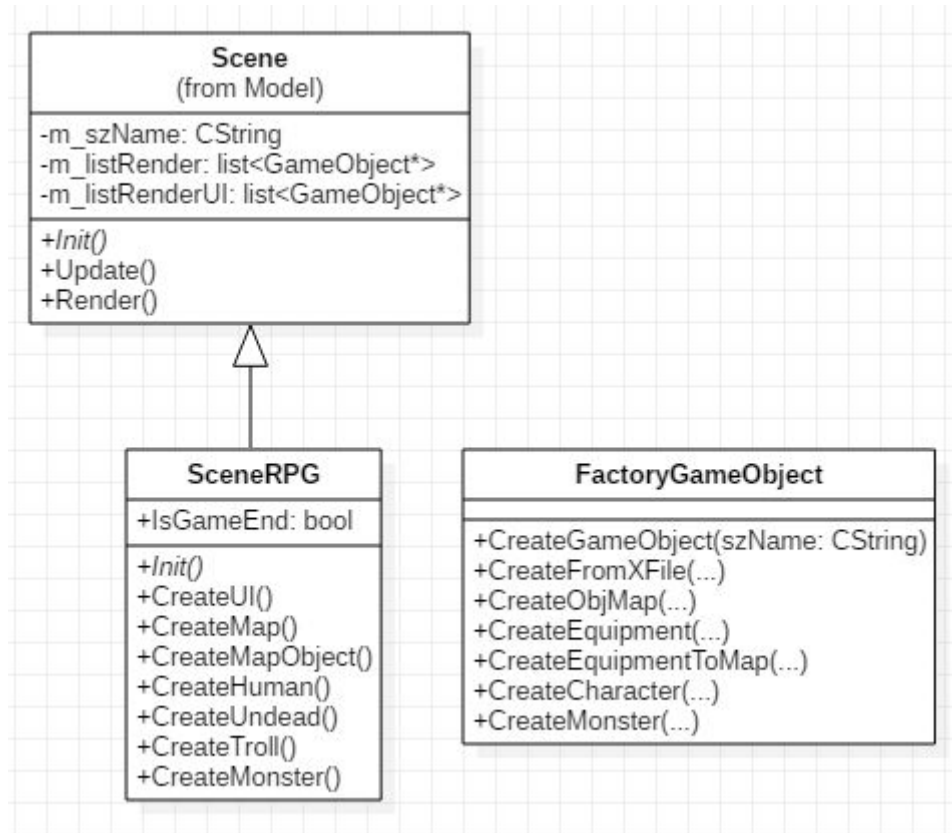 Scene
(from Model)
-m_szName: CString
-m_listRender: list<GameObject*>
-m_listRenderUI: list<GameObject*>
+Init()
+Update()
+Render()
SceneRPG
+IsGameEnd: bool
+Init()
+CreateUI()
+CreateMap()
+CreateMapObject()
+CreateHuman()
+CreateUndead()
+CreateTroll()
+CreateMonster()
FactoryGameObject
+CreateGameObject(szName: CString)
+CreateFromXFile(...)
+CreateObjMap(...)
+CreateEquipment(...)
+CreateEquipmentToMap(...)
+CreateCharacter(...)
+CreateMonster(...)